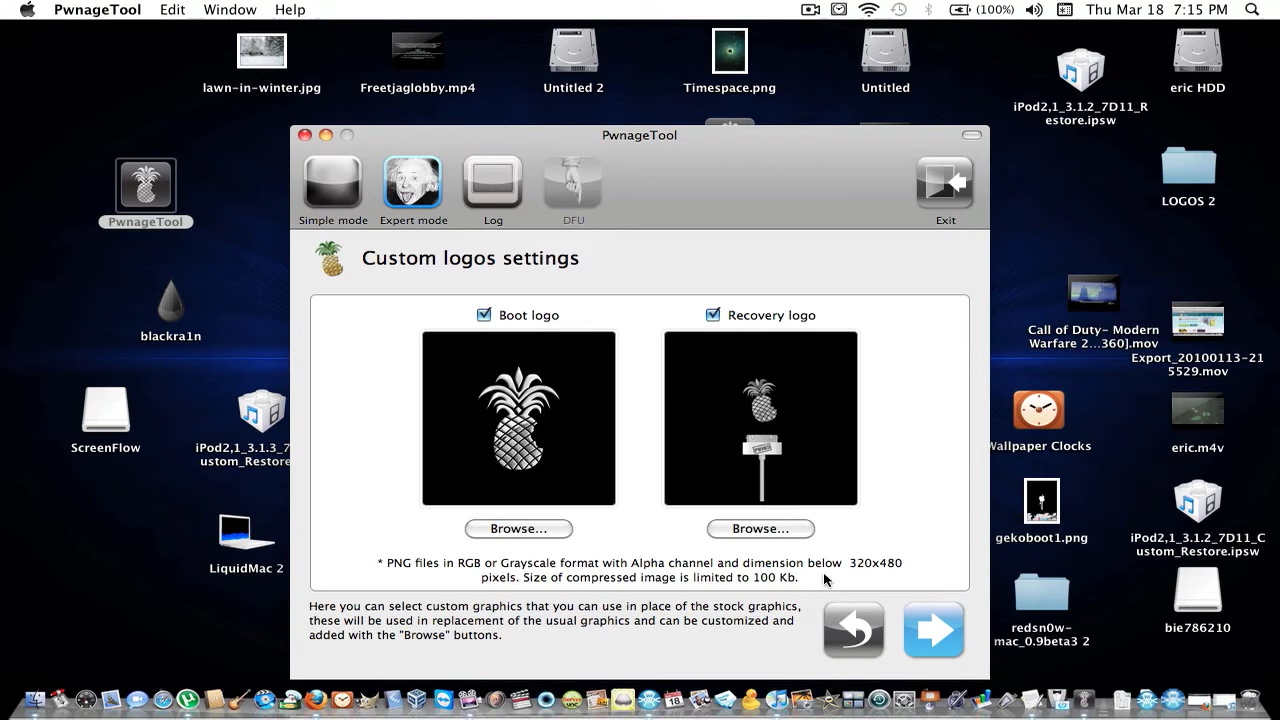 PwnageTool Edit Window Help
(100%) Thu Mar 18 7:15 PM
lawn-in-winter.jpg
Freetjaglobby.mp4
Untitled 2
Timespace.png
Untitled
iPod2,1_3.1.2_7D11_R
estore.ipsw
eric HDD
PwnageTool
LOGOS 2
blackra1n
Call of Duty- Modern
Warfare 2...360].mov
Export_20100113-21
5529.mov
ScreenFlow
iPod2,1_3.1.3_7
ustom_Restore
Wallpaper Clocks
eric.m4v
LiquidMac 2
gekoboot1.png
iPod2,1_3.1.2_7D11_C
ustom_Restore.ipsw
redsn0w-
mac_0.9beta3 2
bie786210
PwnageTool
Simple mode
Expert mode
Log
DFU
Exit
Custom logos settings
Boot logo
Recovery logo
Browse...
Browse...
* PNG files in RGB or Grayscale format with Alpha channel and dimension below 320x480
pixels. Size of compressed image is limited to 100 Kb.
Here you can select custom graphics that you can use in place of the stock graphics,
these will be used in replacement of the usual graphics and can be customized and
added with the "Browse" buttons.
18